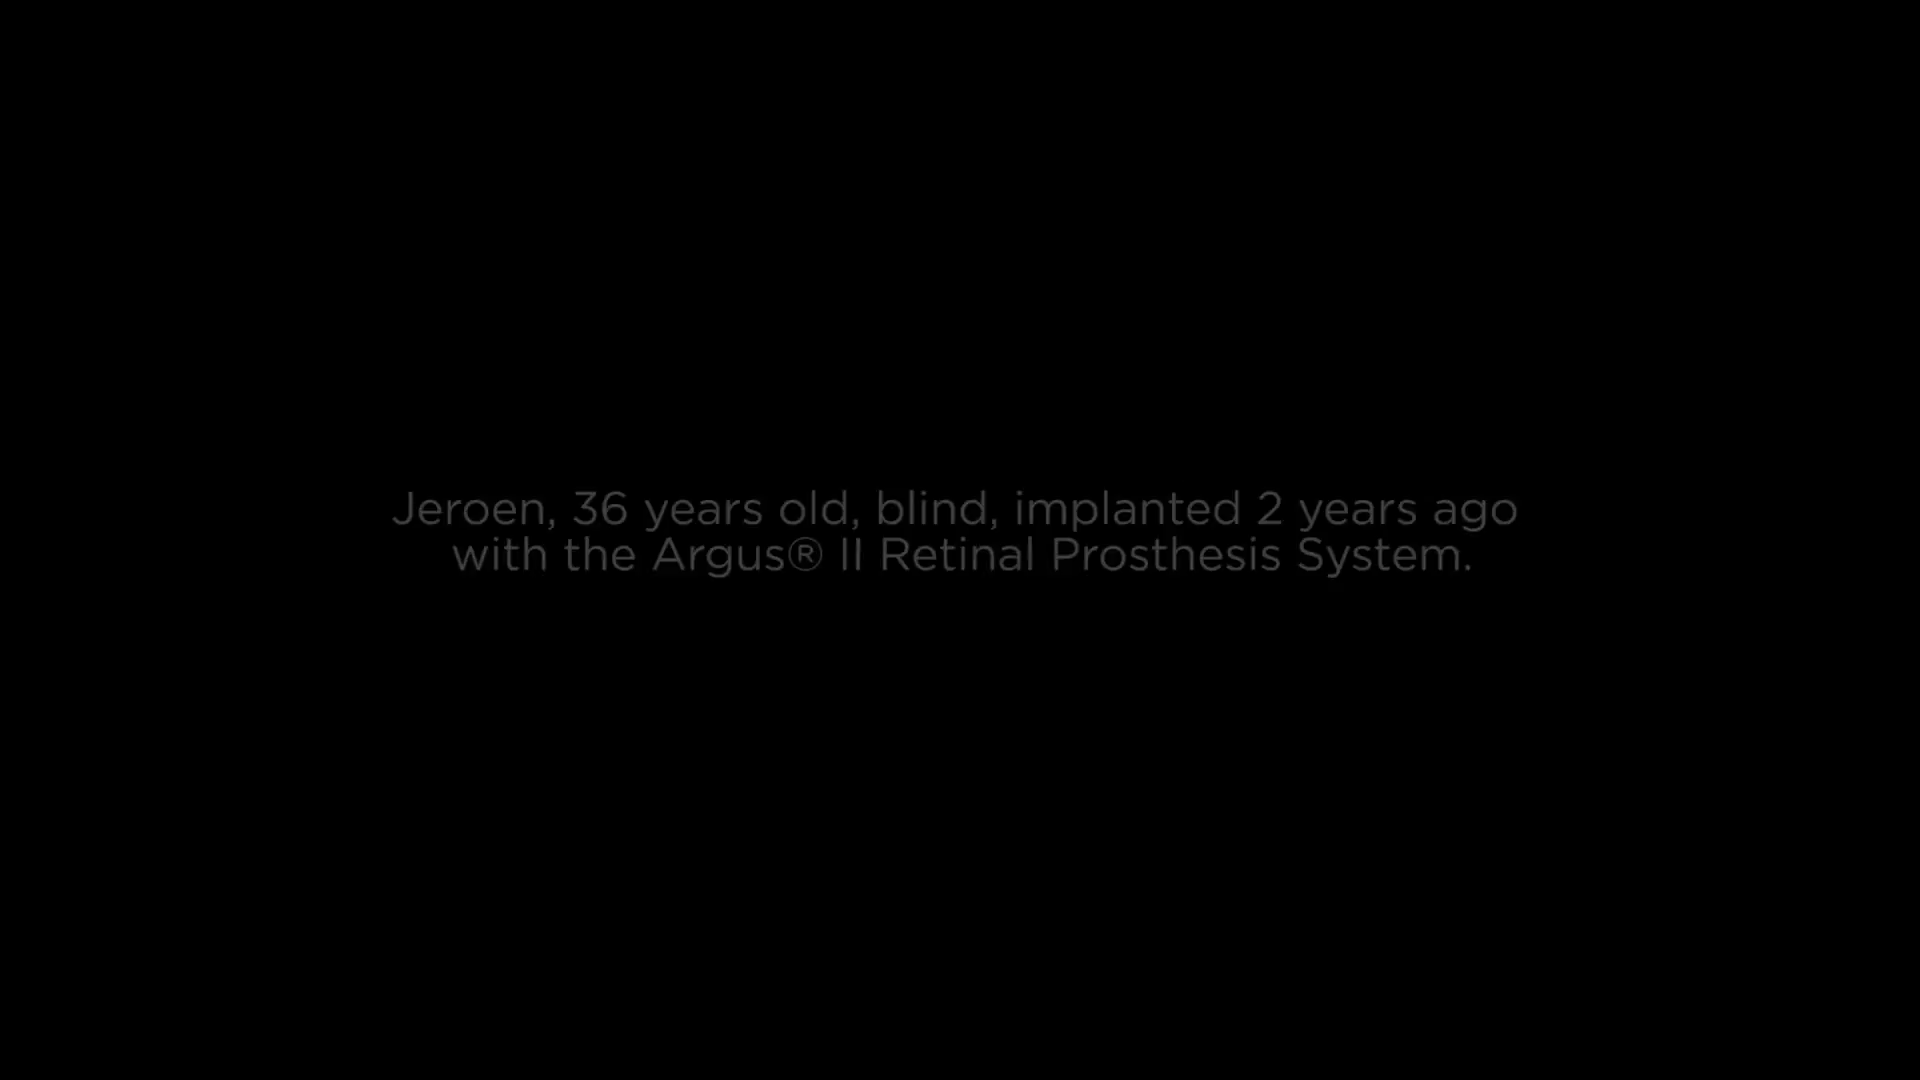 Jeroen, 36 years old, blind, implanted 2 years ago
with the Argus® II Retinal Prosthesis System.